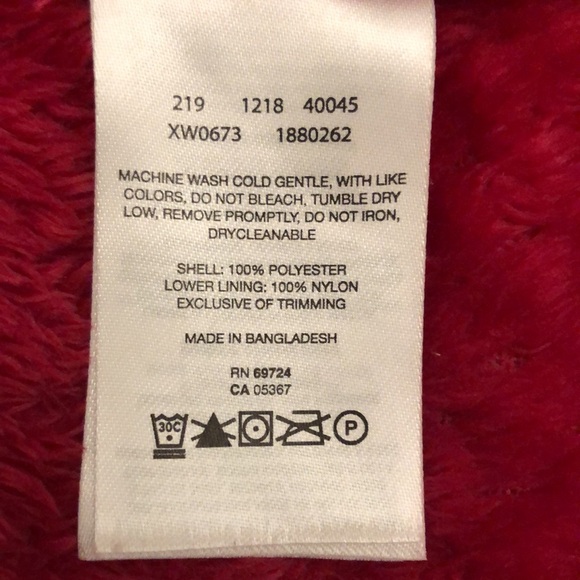 219 1218 40045
XW0673 1880262
MACHINE WASH COLD GENTLE, WITH LIKE
COLORS, DO NOT BLEACH, TUMBLE DRY
LOW, REMOVE PROMPTLY, DO NOT IRON,
DRYCLEANABLE
SHELL: 100% POLYESTER
LOWER LINING: 100% NYLON
EXCLUSIVE OF TRIMMING
MADE IN BANGLADESH
RN 69724
CA 05367
30C P